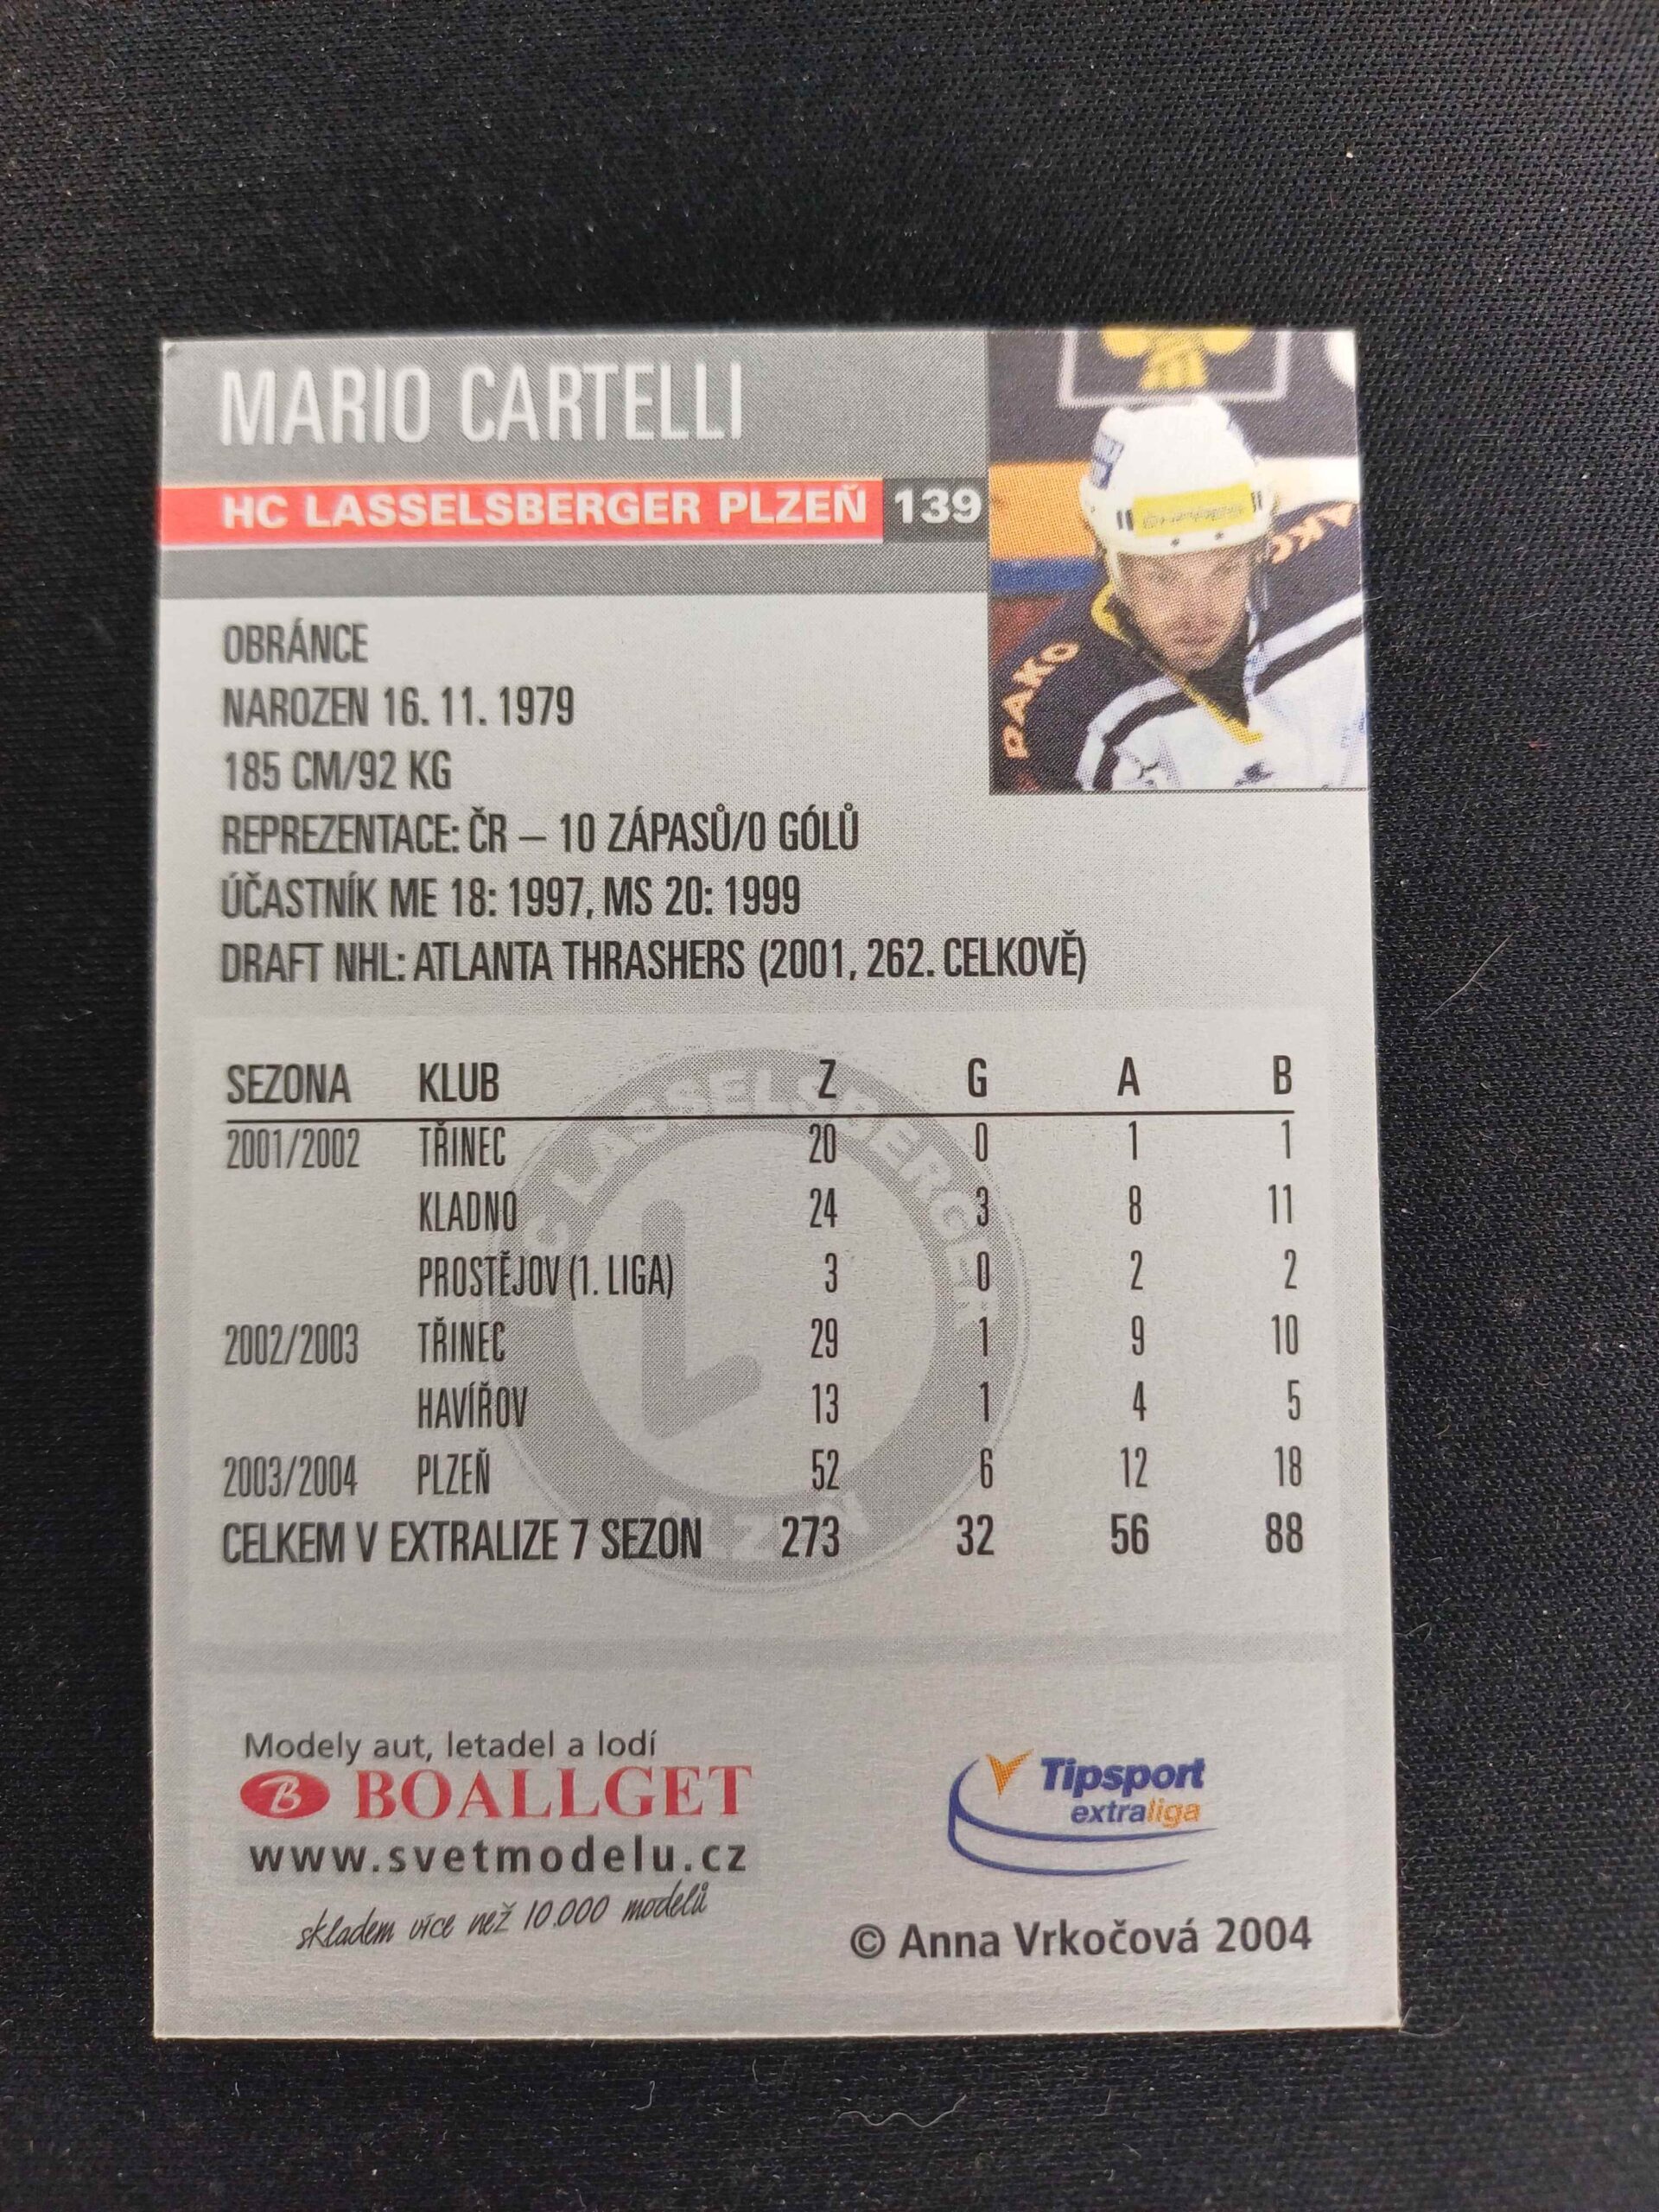 MARIO CARTELLI
HC LASSELSBERGER PLZEŇ 139
PAKO
OBRÁNCE
NAROZEN 16. 11. 1979
185 CM/92 KG
REPREZENTACE: ČR – 10 ZÁPASŮ/0 GÓLŮ
ÚČASTNÍK ME 18: 1997, MS 20: 1999
DRAFT NHL: ATLANTA THRASHERS (2001, 262. CELKOVĚ)
SEZONA KLUB Z G A B
2001/2002 TŘINEC 20 0 1 1
KLADNO 24 3 8 11
PROSTĚJOV (1. LIGA) 3 0 2 2
2002/2003 TŘINEC 29 1 9 10
HAVÍŘOV 13 1 4 5
2003/2004 PLZEŇ 52 6 12 18
CELKEM V EXTRALIZE 7 SEZON 273 32 56 88
LASSELSBERGER
Modely aut, letadel a lodí
B BOALLGET
www.svetmodelu.cz
skladem více než 10.000 modelů
Tipsport
extraliga
© Anna Vrkočová 2004